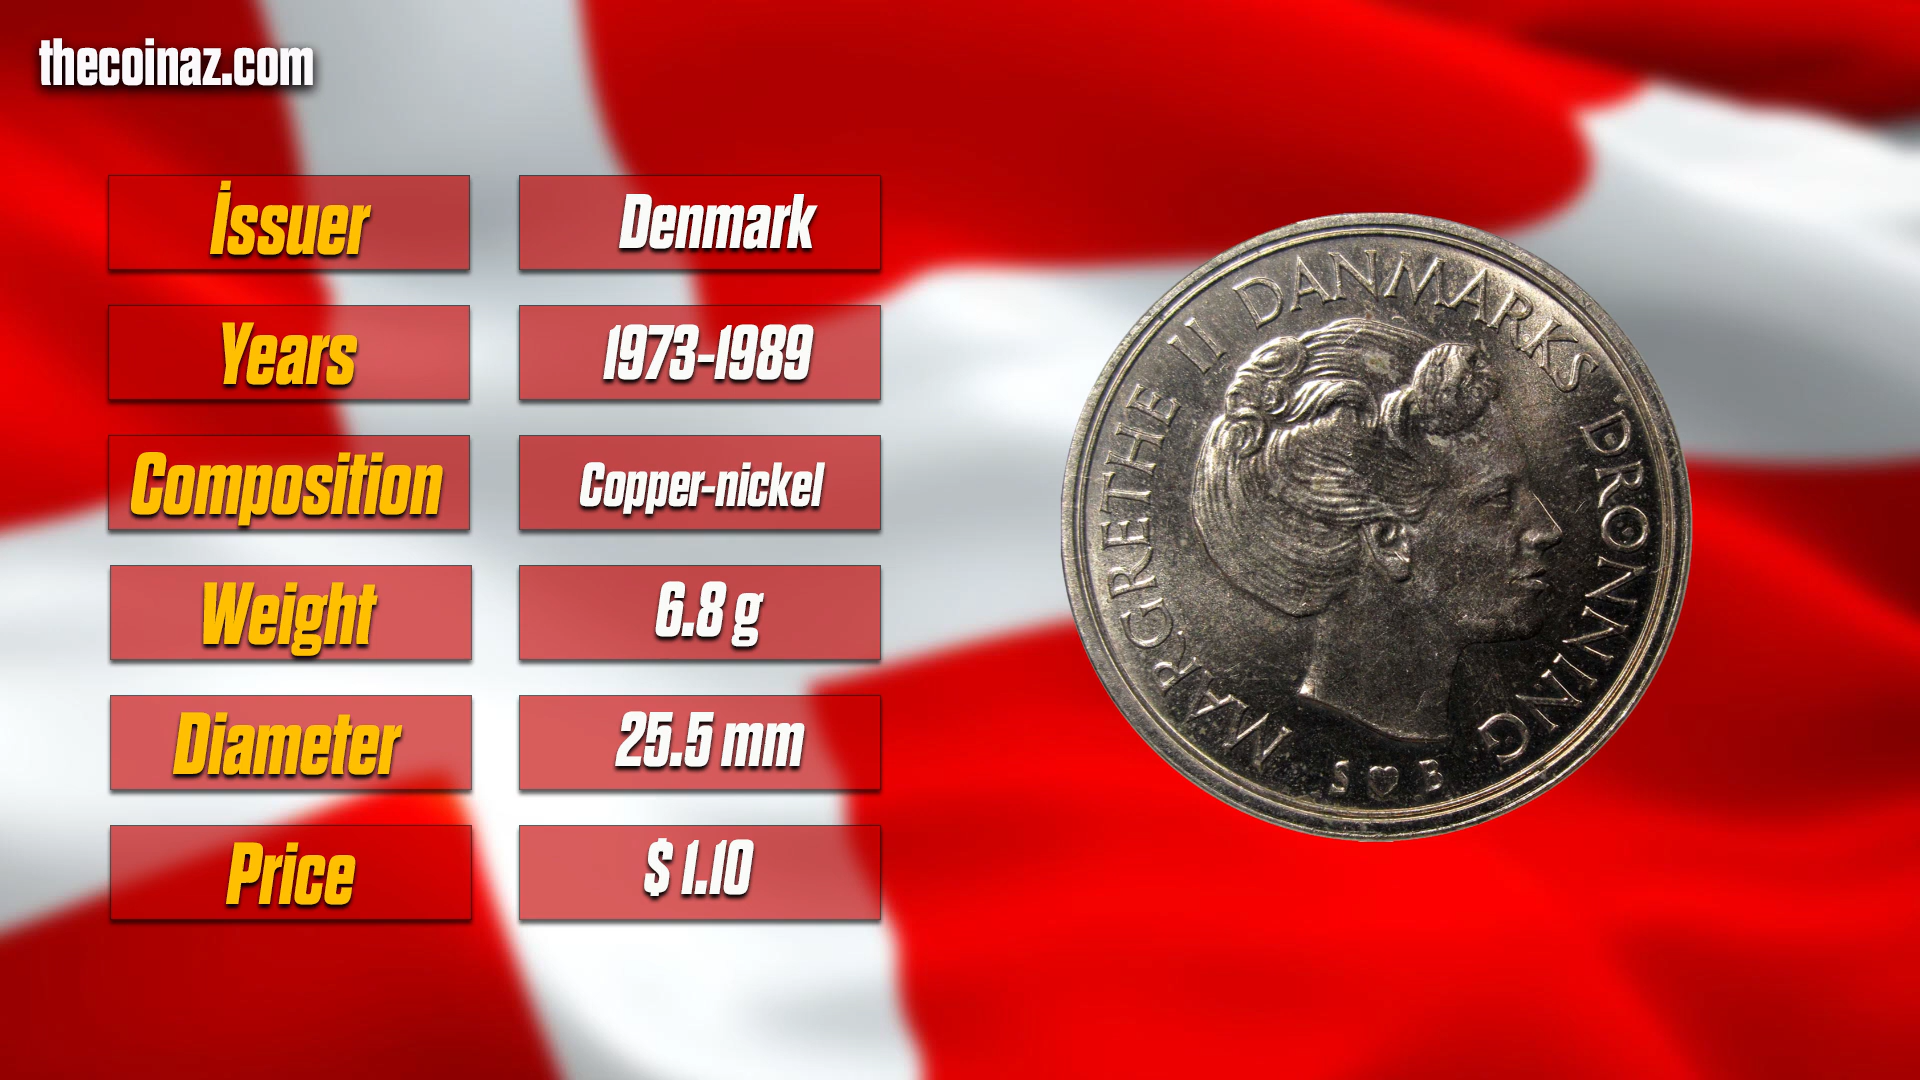 thecoinaz.com
İssuer Denmark
Years 1973-1989
Composition Copper-nickel
Weight 6.8 g
Diameter 25.5 mm
Price $ 1.10
MARGRETHE II DANMARKS DRONNING
S ♡ B